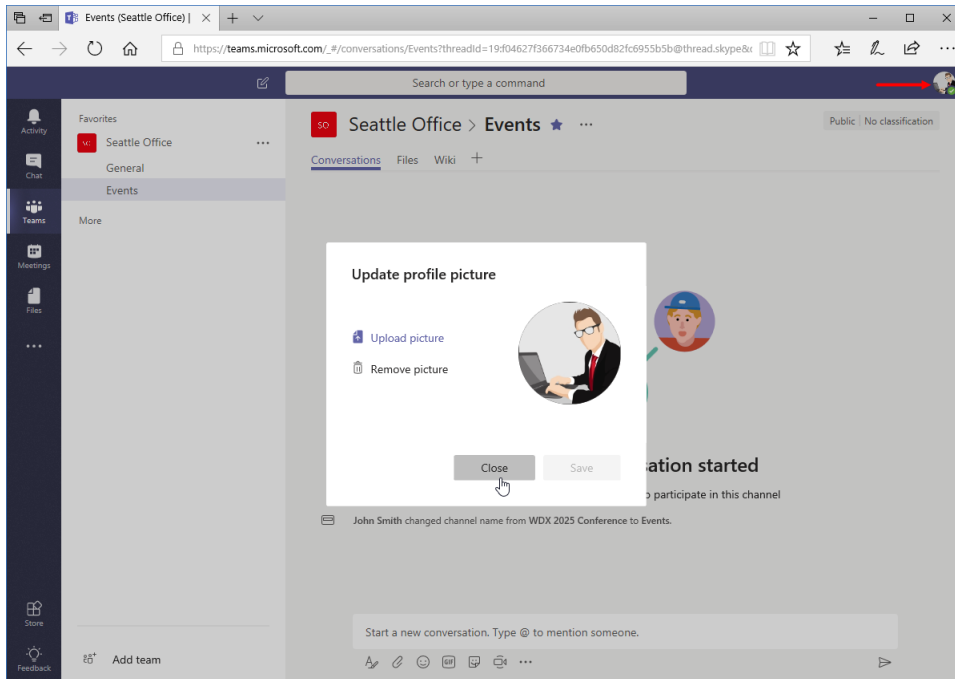 Events (Seattle Office) |
https://teams.microsoft.com/_#/conversations/Events?threadId=19f04627f366734e0fb650d82fc6955b5b@thread.skype&
Search or type a command
Activity
Chat
Teams
Meetings
Files
Store
Feedback
Favorites
SO Seattle Office
General
Events
More
Add team
SO Seattle Office > Events
Public | No classification
Conversations Files Wiki
Update profile picture
Upload picture
Remove picture
Close Save
ation started
participate in this channel
John Smith changed channel name from WDX 2025 Conference to Events.
Start a new conversation. Type @ to mention someone.
GIF